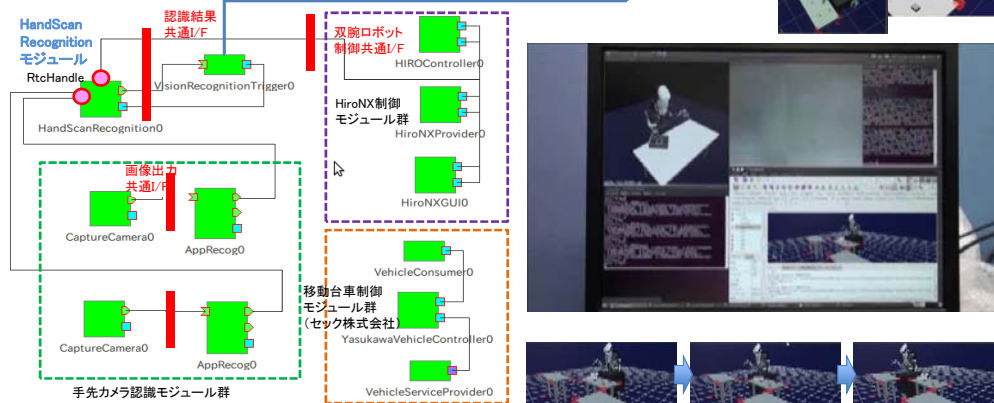 HandScan
Recognition
モジュール
RtcHandle
HandScanRecognition0
認識結果
共通I/F
VisionRecognitionTrigger0
双腕ロボット
制御共通I/F
HIROController0
HiroNX制御
モジュール群
HiroNXProvider0
HiroNXGUI0
画像出力
共通I/F
CaptureCamera0
AppRecog0
CaptureCamera0
AppRecog0
手先カメラ認識モジュール群
VehicleConsumer0
移動台車制御
モジュール群
(セック株式会社)
YasukawaVehicleController0
VehicleServiceProvider0